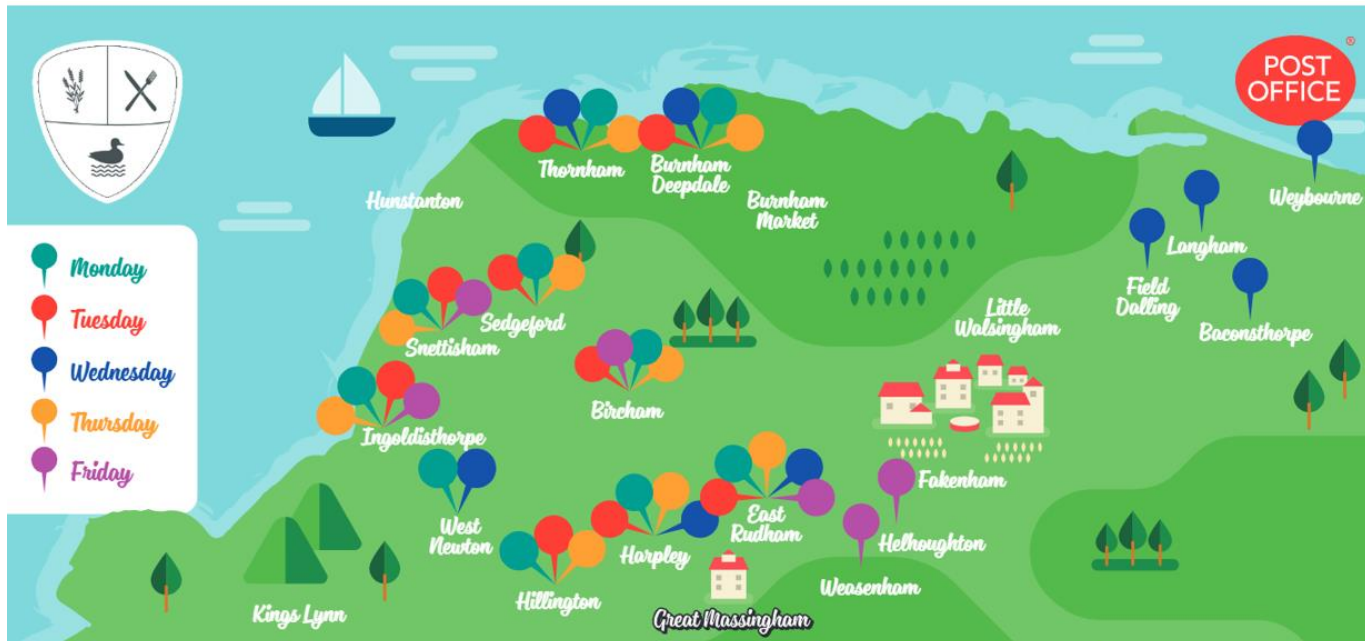 POST
OFFICE
®
Thornham
Burnham
Deepdale
Hunstanton
Burnham
Market
Weybourne
Langham
Monday
Tuesday
Wednesday
Thursday
Friday
Sedgeford
Snettisham
Field
Dalling
Little
Walsingham
Baconsthorpe
Bircham
Ingoldisthorpe
Fakenham
West
Newton
East
Rudham
Harpley
Helhoughton
Weasenham
Hillington
Kings Lynn
Great Massingham